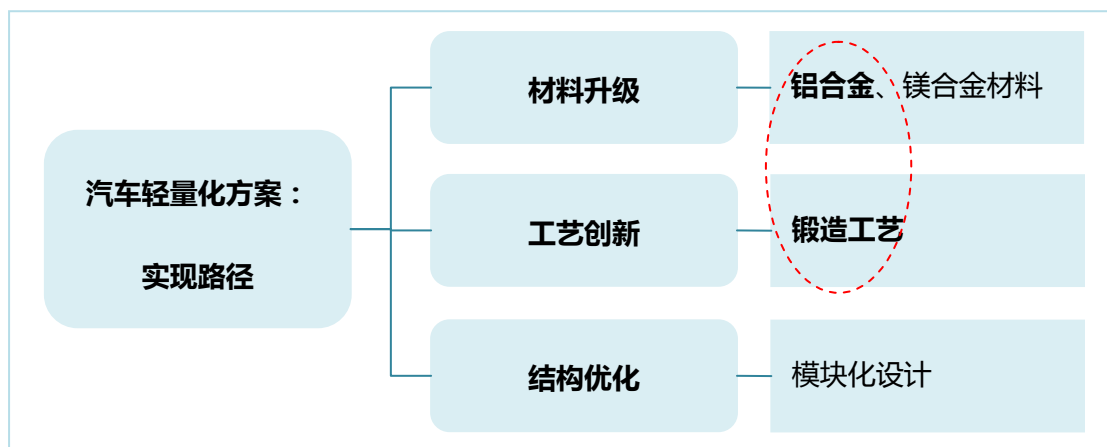 汽车轻量化方案：
实现路径
材料升级
铝合金、镁合金材料
工艺创新
锻造工艺
结构优化
模块化设计